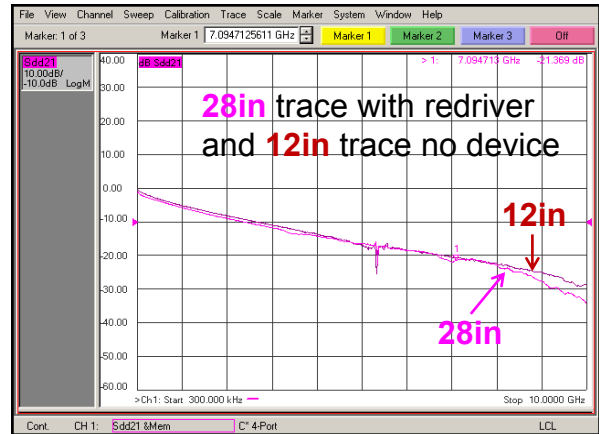 File View Channel Sweep Calibration Trace Scale Marker System Window Help
Marker: 1 of 3 Marker 1 7.0947125611 GHz Marker 1 Marker 2 Marker 3 Off
Sdd21
10.00dB/
-10.0dB LogM
40.00
dB Sdd21
> 1: 7.094713 GHz -21.369 dB
30.00
28in trace with redriver
20.00
and 12in trace no device
10.00
0.00
12in
-10.00
1
-20.00
28in
-30.00
-40.00
-50.00
-60.00
>Ch1: Start 300.000 kHz Stop 10.0000 GHz
Cont. CH 1: Sdd21 &Mem C* 4-Port LCL